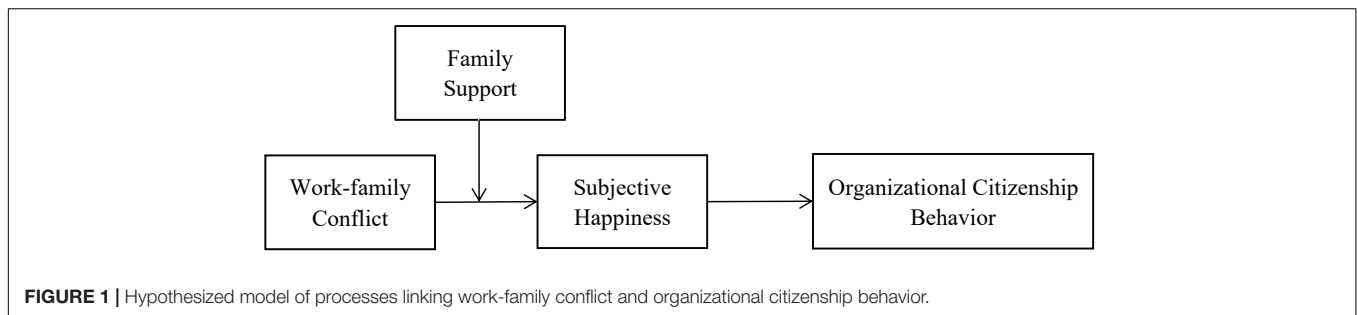 Family
Support
Work-family
Conflict
Subjective
Happiness
Organizational Citizenship
Behavior
FIGURE 1 | Hypothesized model of processes linking work-family conflict and organizational citizenship behavior.